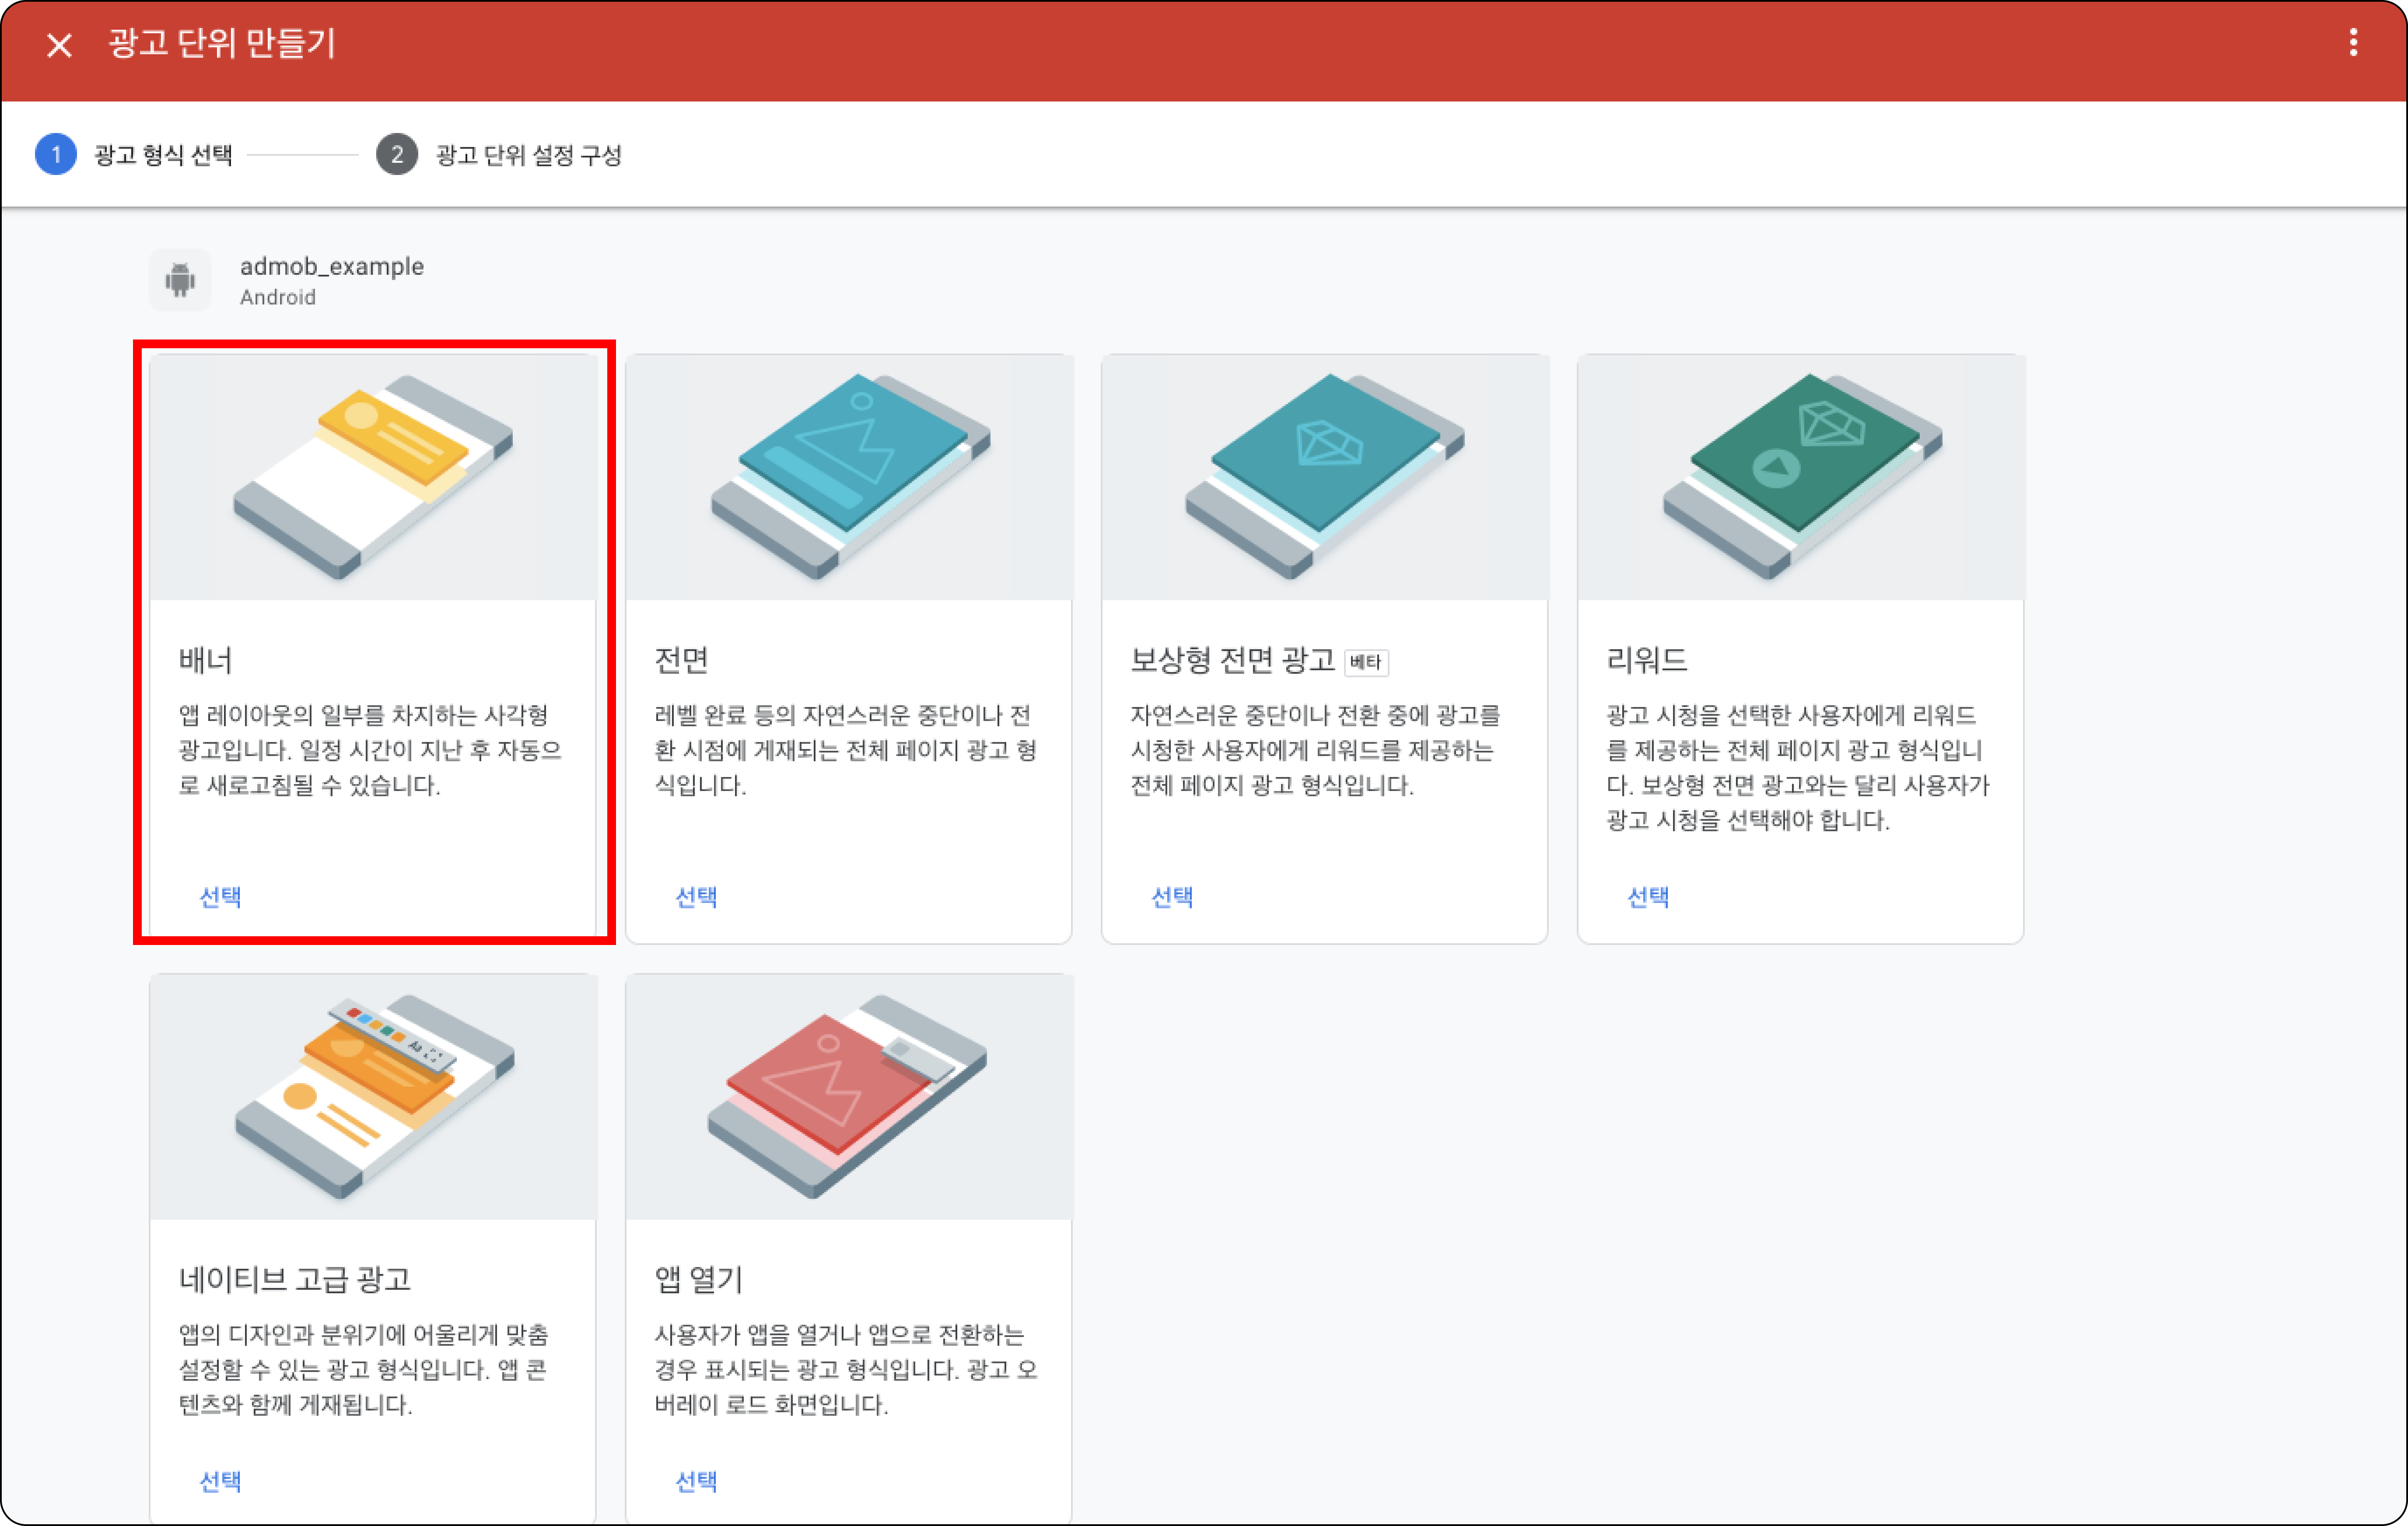 광고 단위 만들기
1 광고 형식 선택 2 광고 단위 설정 구성
admob_example
Android
배너
앱 레이아웃의 일부를 차지하는 사각형
광고입니다. 일정 시간이 지난 후 자동으
로 새로고침될 수 있습니다.
선택
전면
레벨 완료 등의 자연스러운 중단이나 전
환 시점에 게재되는 전체 페이지 광고 형
식입니다.
선택
보상형 전면 광고 베타
자연스러운 중단이나 전환 중에 광고를
시청한 사용자에게 리워드를 제공하는
전체 페이지 광고 형식입니다.
선택
리워드
광고 시청을 선택한 사용자에게 리워드
를 제공하는 전체 페이지 광고 형식입니
다. 보상형 전면 광고와는 달리 사용자가
광고 시청을 선택해야 합니다.
선택
Aa
네이티브 고급 광고
앱의 디자인과 분위기에 어울리게 맞춤
설정할 수 있는 광고 형식입니다. 앱 콘
텐츠와 함께 게재됩니다.
선택
앱 열기
사용자가 앱을 열거나 앱으로 전환하는
경우 표시되는 광고 형식입니다. 광고 오
버레이 로드 화면입니다.
선택